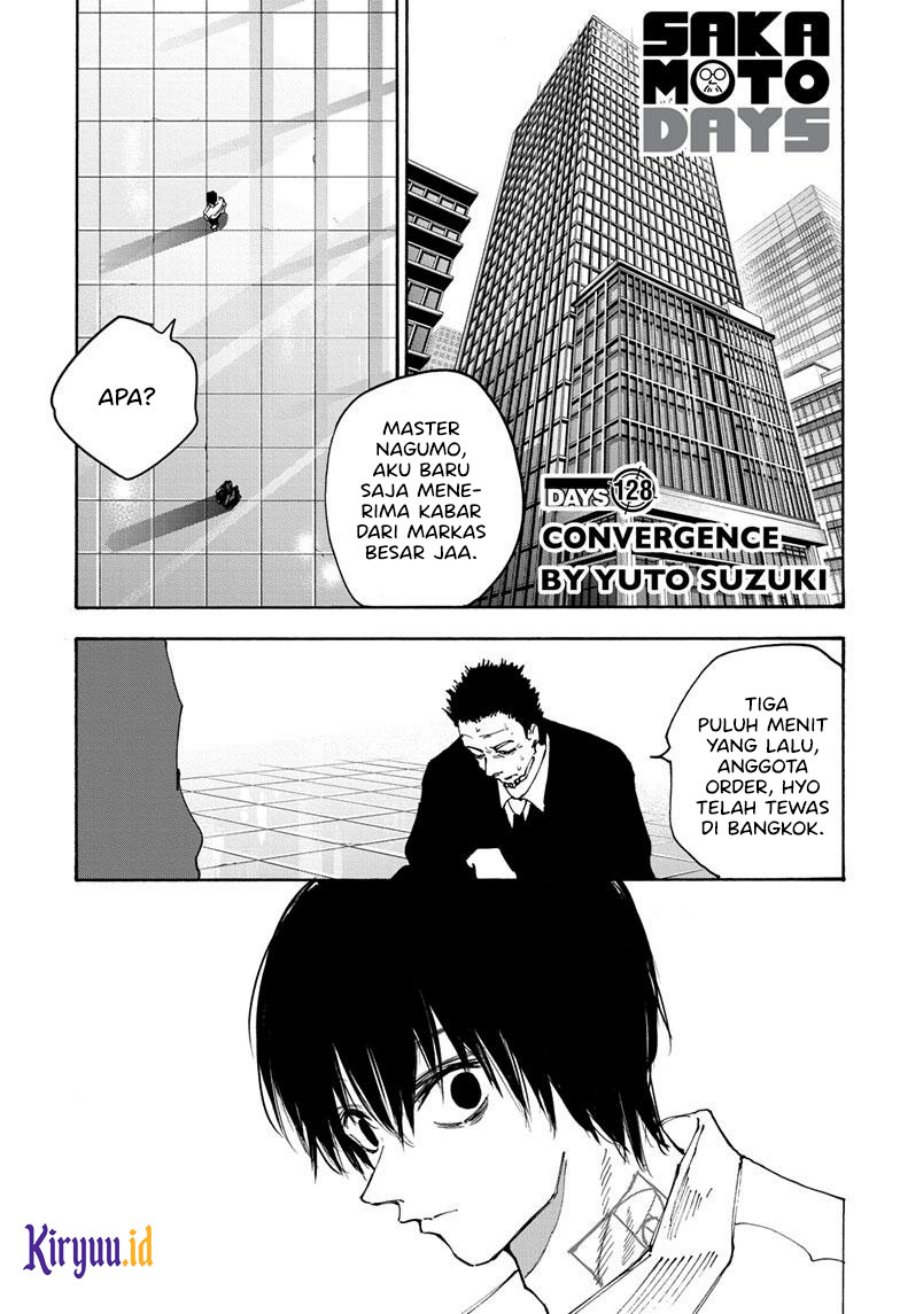 SAKA
MOTO
DAYS
MASTER
NAGUMO,
AKU BARU
SAJA MENE-
RIMA KABAR
DARI MARKAS
BESAR JAA.
APA?
DAYS 128
CONVERGENCE
BY YUTO SUZUKI
TIGA
PULUH MENIT
YANG LALU,
ANGGOTA
ORDER, HYO
TELAH TEWAS
DI BANGKOK.
Kiryuu.id